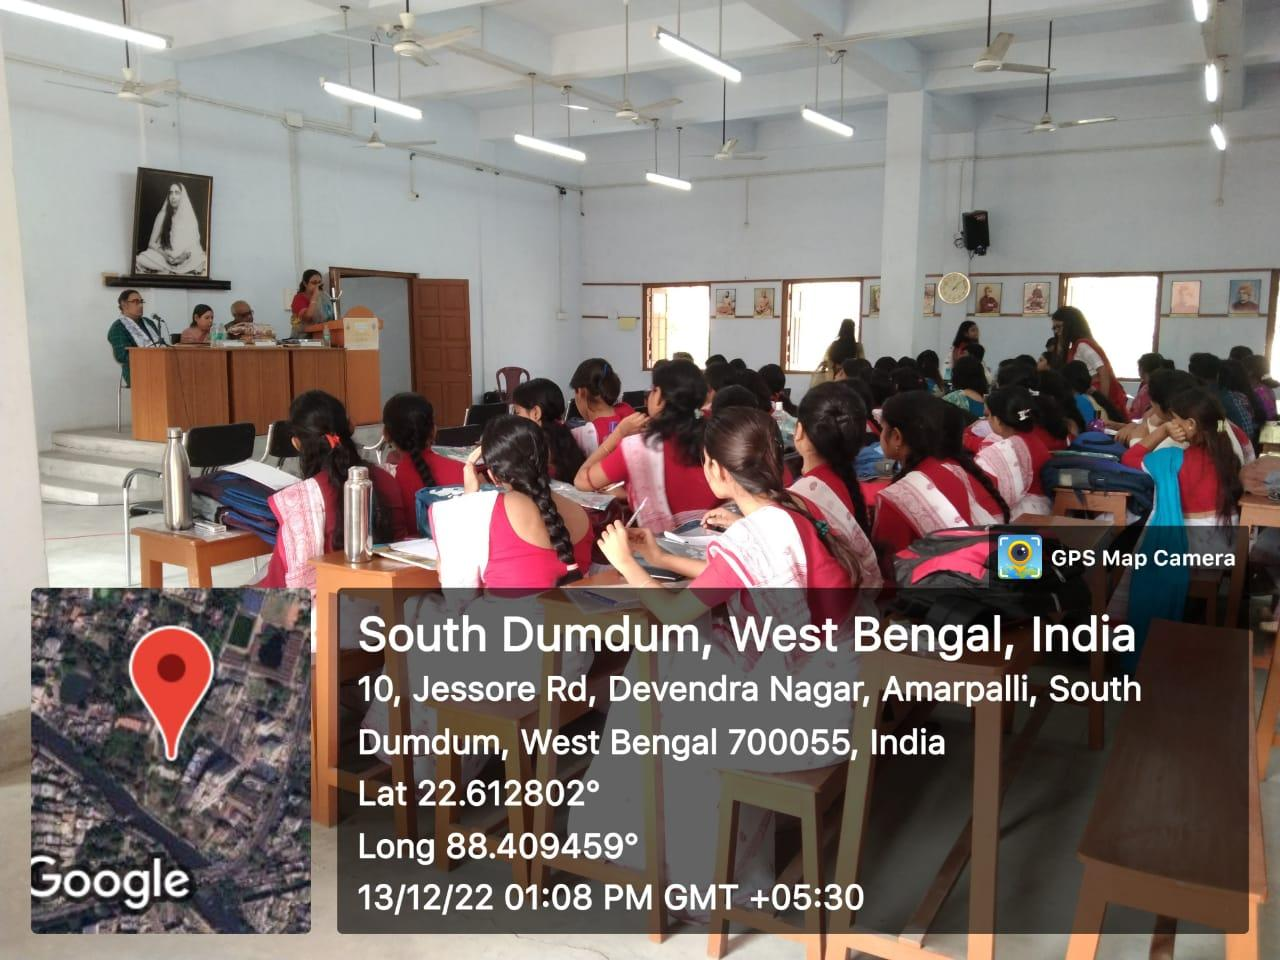 GPS Map Camera
South Dumdum, West Bengal, India
10, Jessore Rd, Devendra Nagar, Amarpalli, South
Dumdum, West Bengal 700055, India
Lat 22.612802°
Long 88.409459°
13/12/22 01:08 PM GMT +05:30
Google